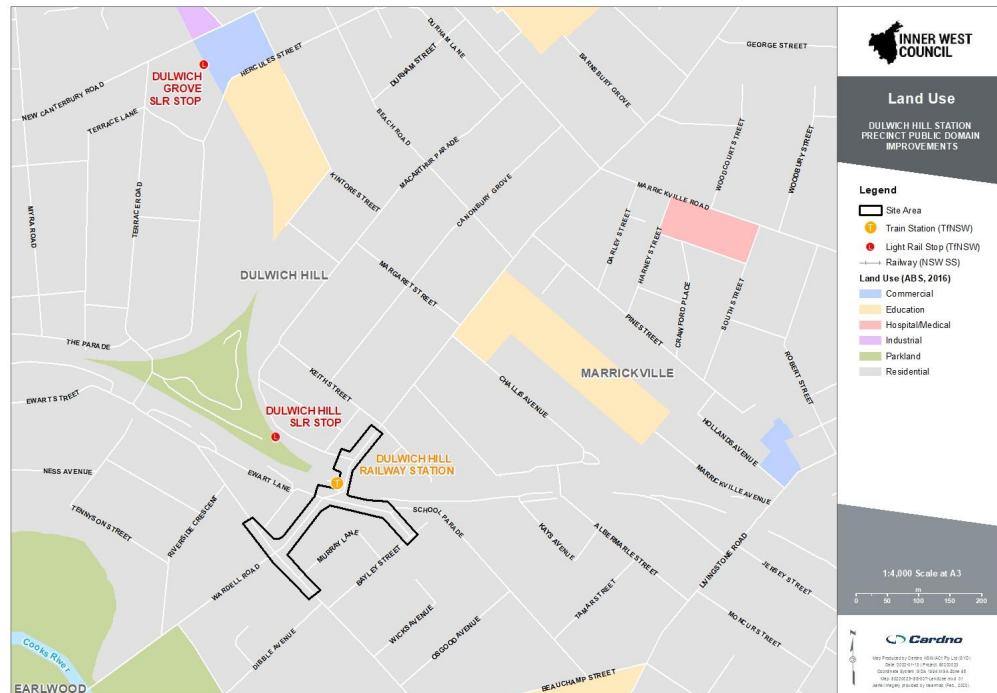 INNER WEST
COUNCIL
Land Use
DULWICH HILL STATION
PRECINCT PUBLIC DOMAIN
IMPROVEMENTS
Legend
Site Area
T
Train Station (TfNSW)
L
Light Rail Stop (TfNSW)
Railway (NSW SS)
Land Use (ABS, 2016)
Commercial
Education
Hospital/Medical
Industrial
Parkland
Residential
1:4,000 Scale at A3
m
0 50 100 150 200
N
Cardno
DURHAM LANE
GEORGE STREET
HERCULES STREET
DURHAM STREET
BARNSBURY GROVE
L
DULWICH
GROVE
SLR STOP
NEW CANTERBURY ROAD
TERRACE LANE
BEACH ROAD
MACARTHUR PARADE
WOODCOURT STREET
WOODBURY STREET
MYRA ROAD
TERRACE ROAD
KINTORE STREET
CANONBURY GROVE
MARRICKVILLE ROAD
DARLEY STREET
HARNEY STREET
DULWICH HILL
MARGARET STREET
PINE STREET
CRAWFORD PLACE
SOUTH STREET
THE PARADE
ROBERT STREET
KEITH STREET
CHALLIS AVENUE
MARRICKVILLE
EWART STREET
DULWICH HILL
SLR STOP
L
HOLLANDS AVENUE
DULWICH HILL
RAILWAY STATION
T
NESS AVENUE
EWART LANE
MARRICKVILLE AVENUE
TENNYSON STREET
RIVERSIDE CRESCENT
SCHOOL PARADE
KAYS AVENUE
ALBERMARLE STREET
LIVINGSTONE ROAD
JERSEY STREET
MURRAY LANE
BAYLEY STREET
WARDELL ROAD
TAMAR STREET
MONCUR STREET
DIBBLE AVENUE
WICKS AVENUE
OSGOOD AVENUE
Cooks River
EARLWOOD
BEAUCHAMP STREET